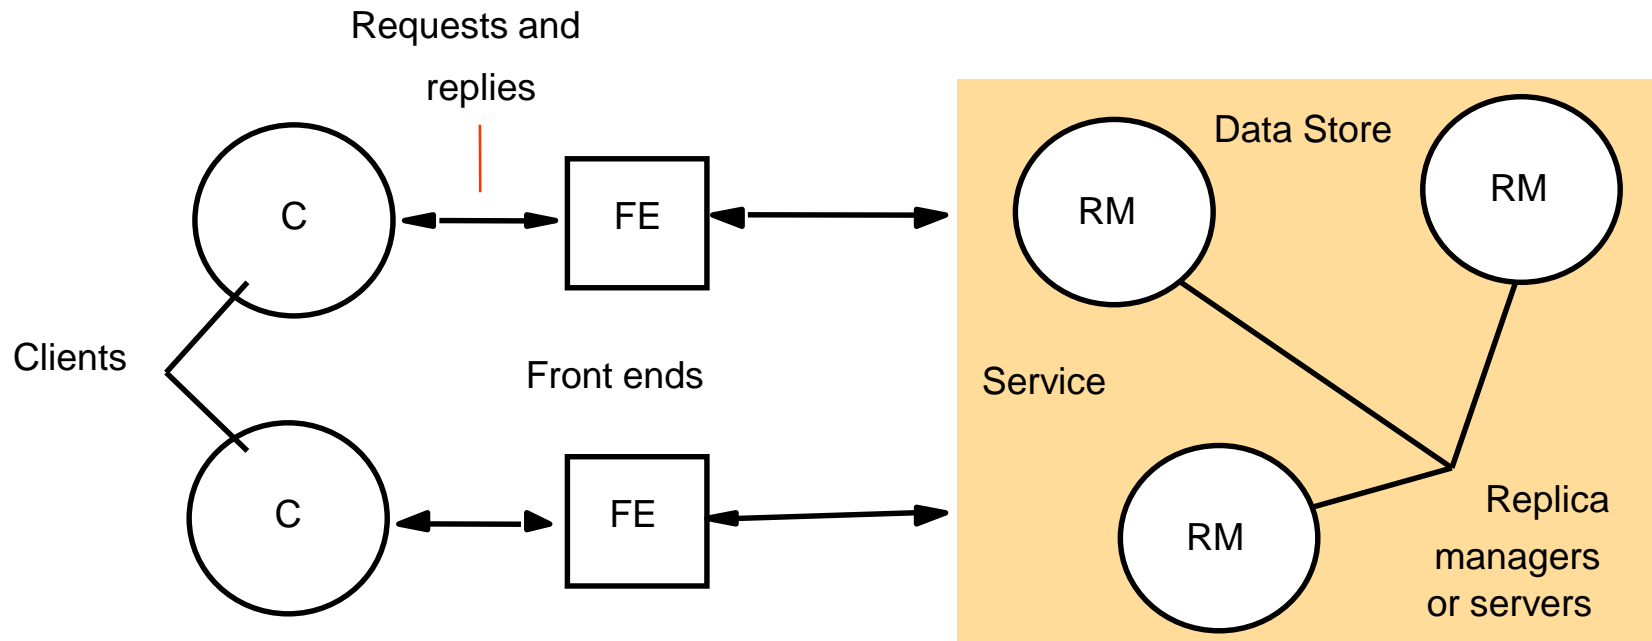 Requests and
replies
Data Store
C
FE
RM
RM
Clients
Front ends
Service
C
FE
RM
Replica
managers
or servers